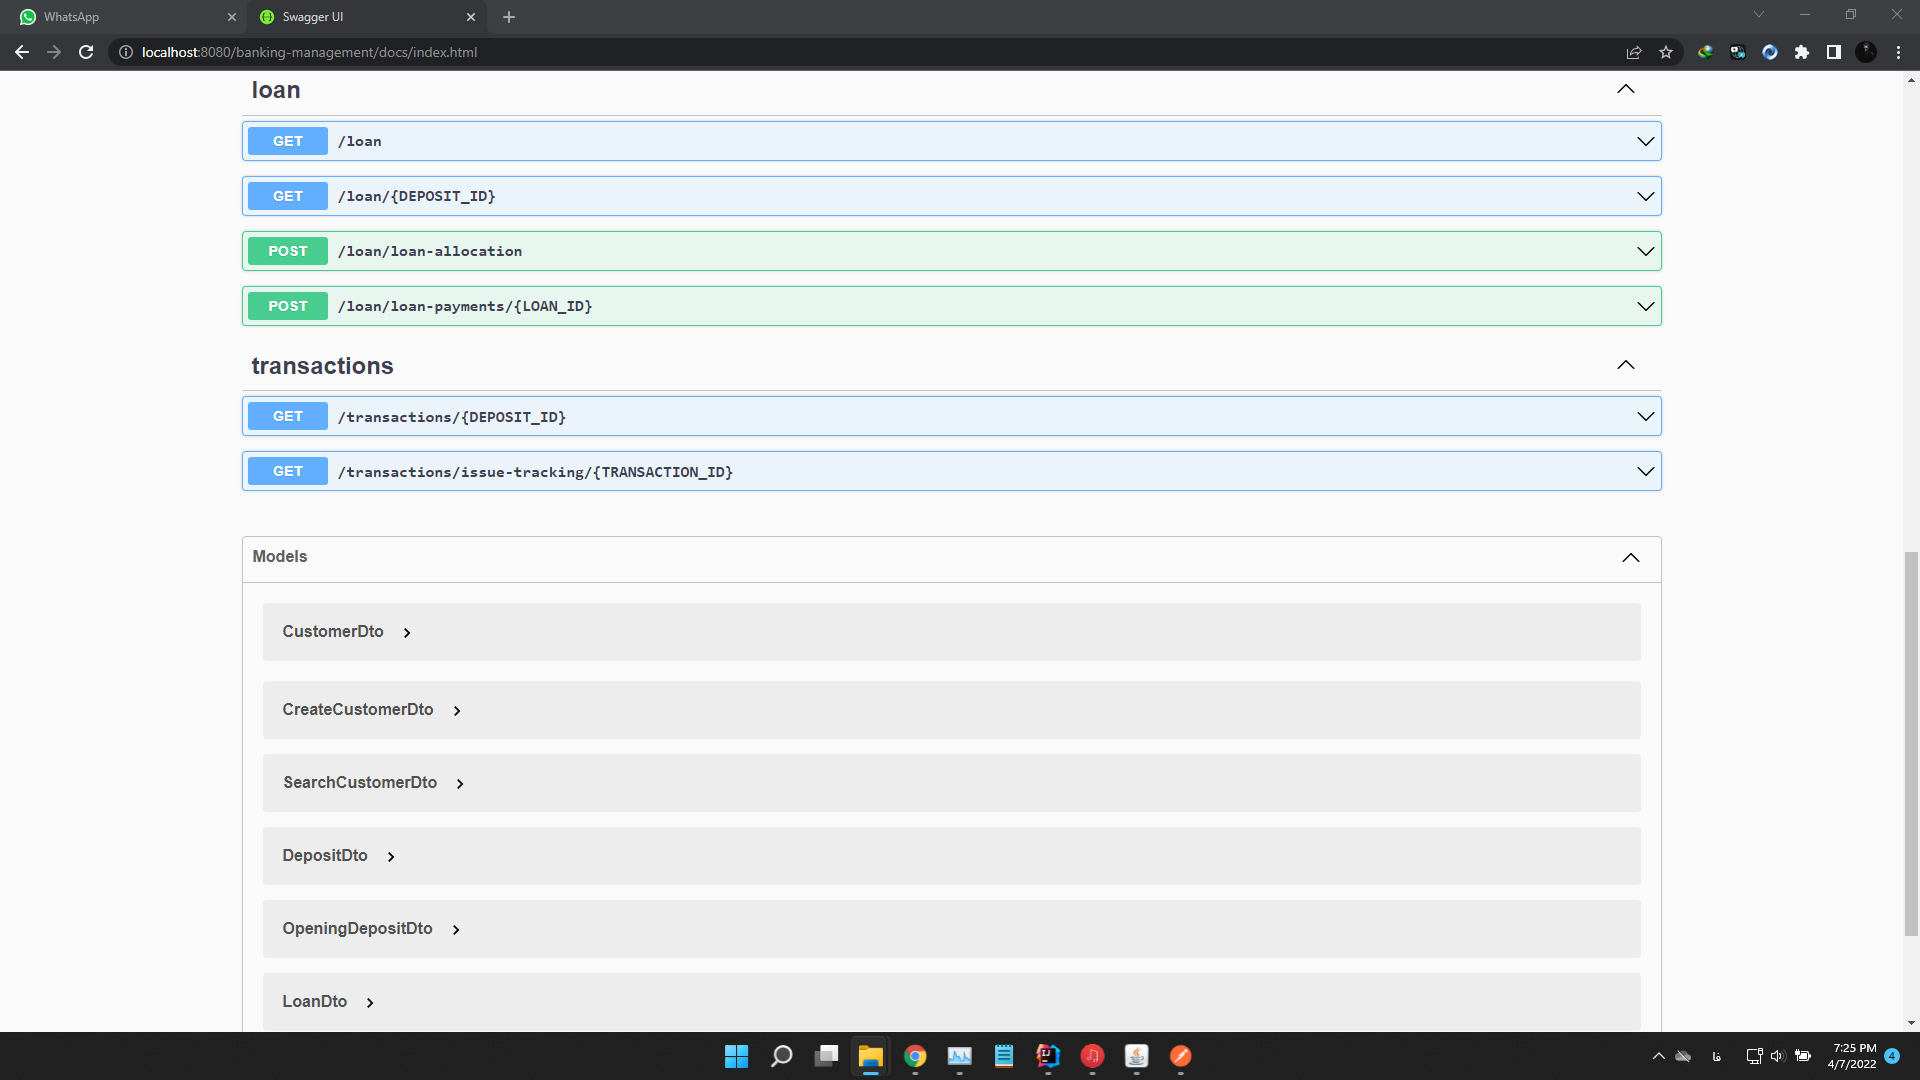 WhatsApp
Swagger UI
localhost:8080/banking-management/docs/index.html
loan
GET /loan
GET /loan/{DEPOSIT_ID}
POST /loan/loan-allocation
POST /loan/loan-payments/{LOAN_ID}
transactions
GET /transactions/{DEPOSIT_ID}
GET /transactions/issue-tracking/{TRANSACTION_ID}
Models
CustomerDto
CreateCustomerDto
SearchCustomerDto
DepositDto
OpeningDepositDto
LoanDto
فا
7:25 PM
4/7/2022
4